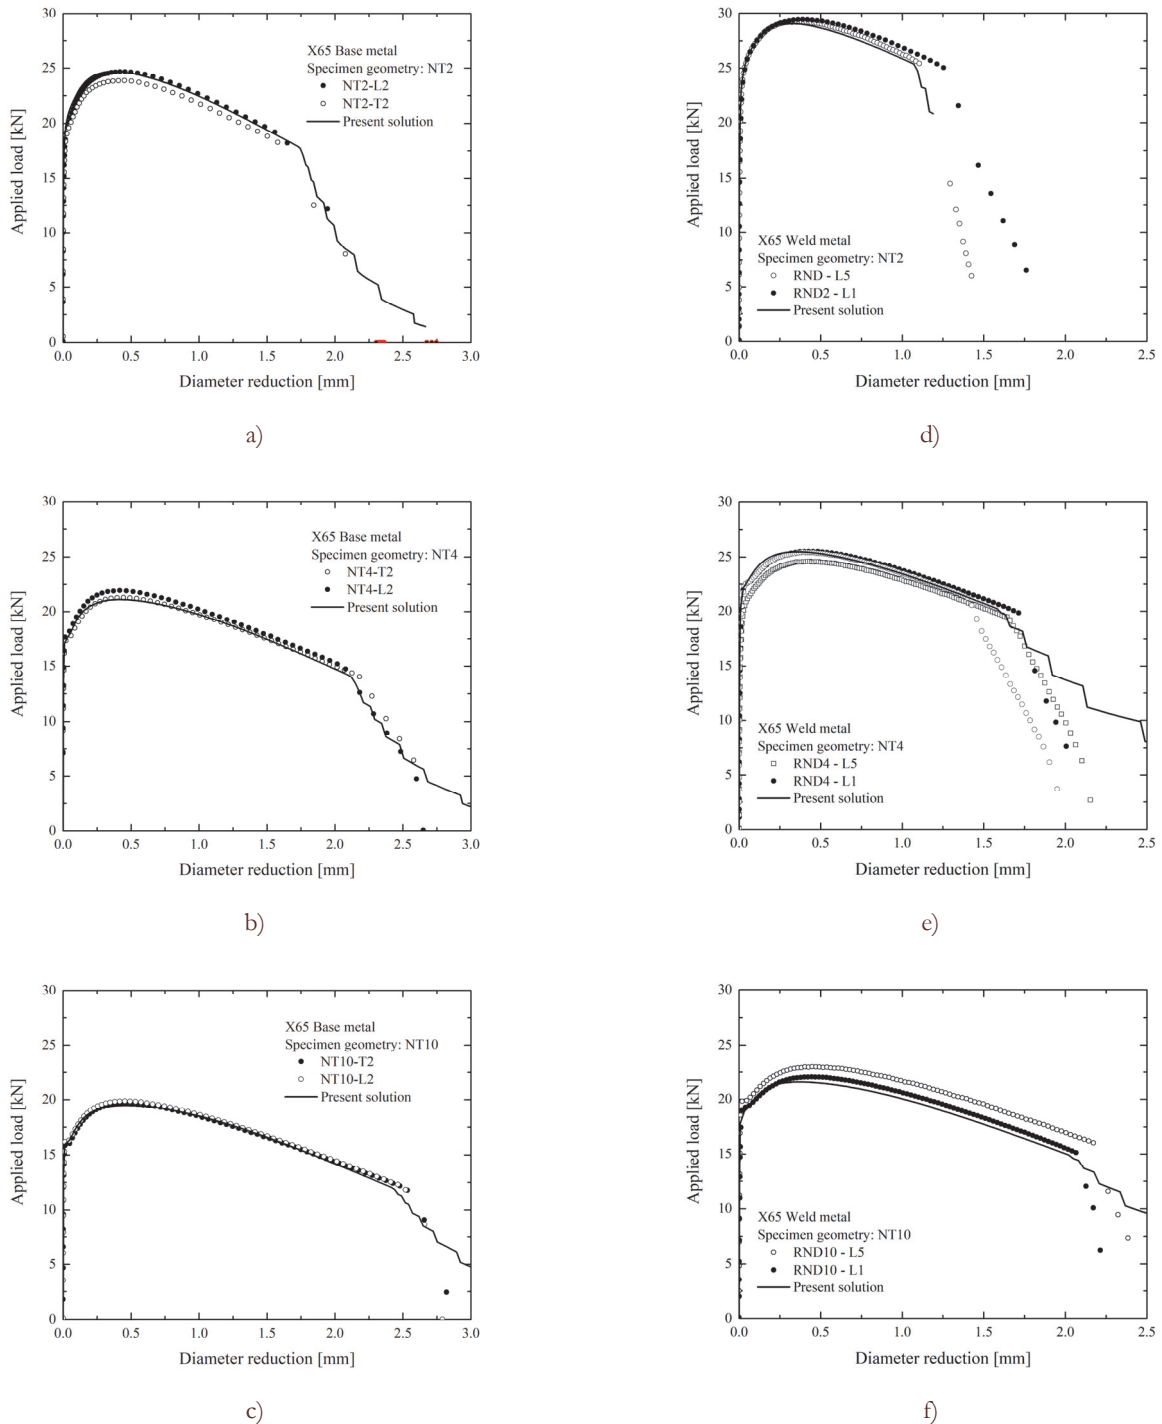 30
25
20
15
10
5
0
Applied load [kN]
X65 Base metal
Specimen geometry: NT2
NT2-L2
NT2-T2
Present solution
0.0 0.5 1.0 1.5 2.0 2.5 3.0
Diameter reduction [mm]
a)
30
25
20
15
10
5
0
Applied load [kN]
X65 Weld metal
Specimen geometry: NT2
RND - L5
RND2 - L1
Present solution
0.0 0.5 1.0 1.5 2.0 2.5
Diameter reduction [mm]
d)
30
25
20
15
10
5
0
Applied load [kN]
X65 Base metal
Specimen geometry: NT4
NT4-T2
NT4-L2
Present solution
0.0 0.5 1.0 1.5 2.0 2.5 3.0
Diameter reduction [mm]
b)
30
25
20
15
10
5
0
Applied load [kN]
X65 Weld metal
Specimen geometry: NT4
RND4 - L5
RND4 - L1
Present solution
0.0 0.5 1.0 1.5 2.0 2.5
Diameter reduction [mm]
e)
30
25
20
15
10
5
0
Applied load [kN]
X65 Base metal
Specimen geometry: NT10
NT10-T2
NT10-L2
Present solution
0.0 0.5 1.0 1.5 2.0 2.5 3.0
Diameter reduction [mm]
c)
30
25
20
15
10
5
0
Applied load [kN]
X65 Weld metal
Specimen geometry: NT10
RND10 - L5
RND10 - L1
Present solution
0.0 0.5 1.0 1.5 2.0 2.5
Diameter reduction [mm]
f)